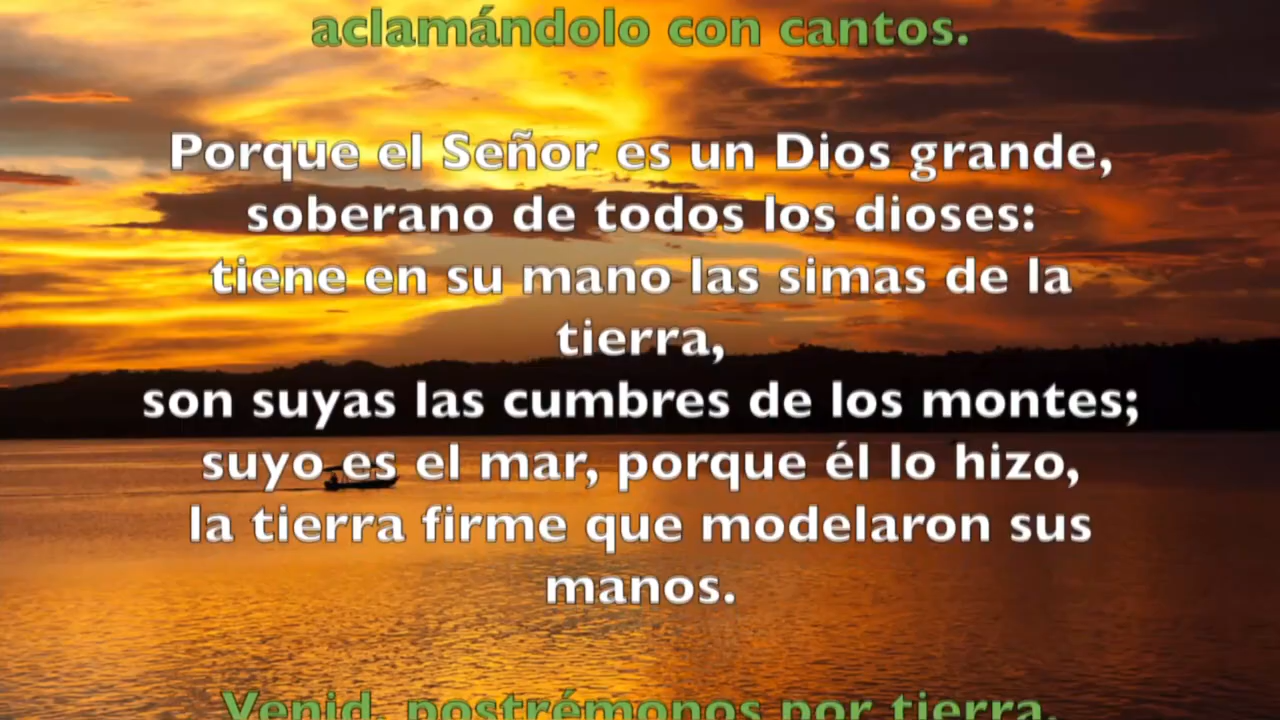 aclamándolo con cantos.
Porque el Señor es un Dios grande,
soberano de todos los dioses:
tiene en su mano las simas de la
tierra,
son suyas las cumbres de los montes;
suyo es el mar, porque él lo hizo,
la tierra firme que modelaron sus
manos.
Venid, postrémonos por tierra,